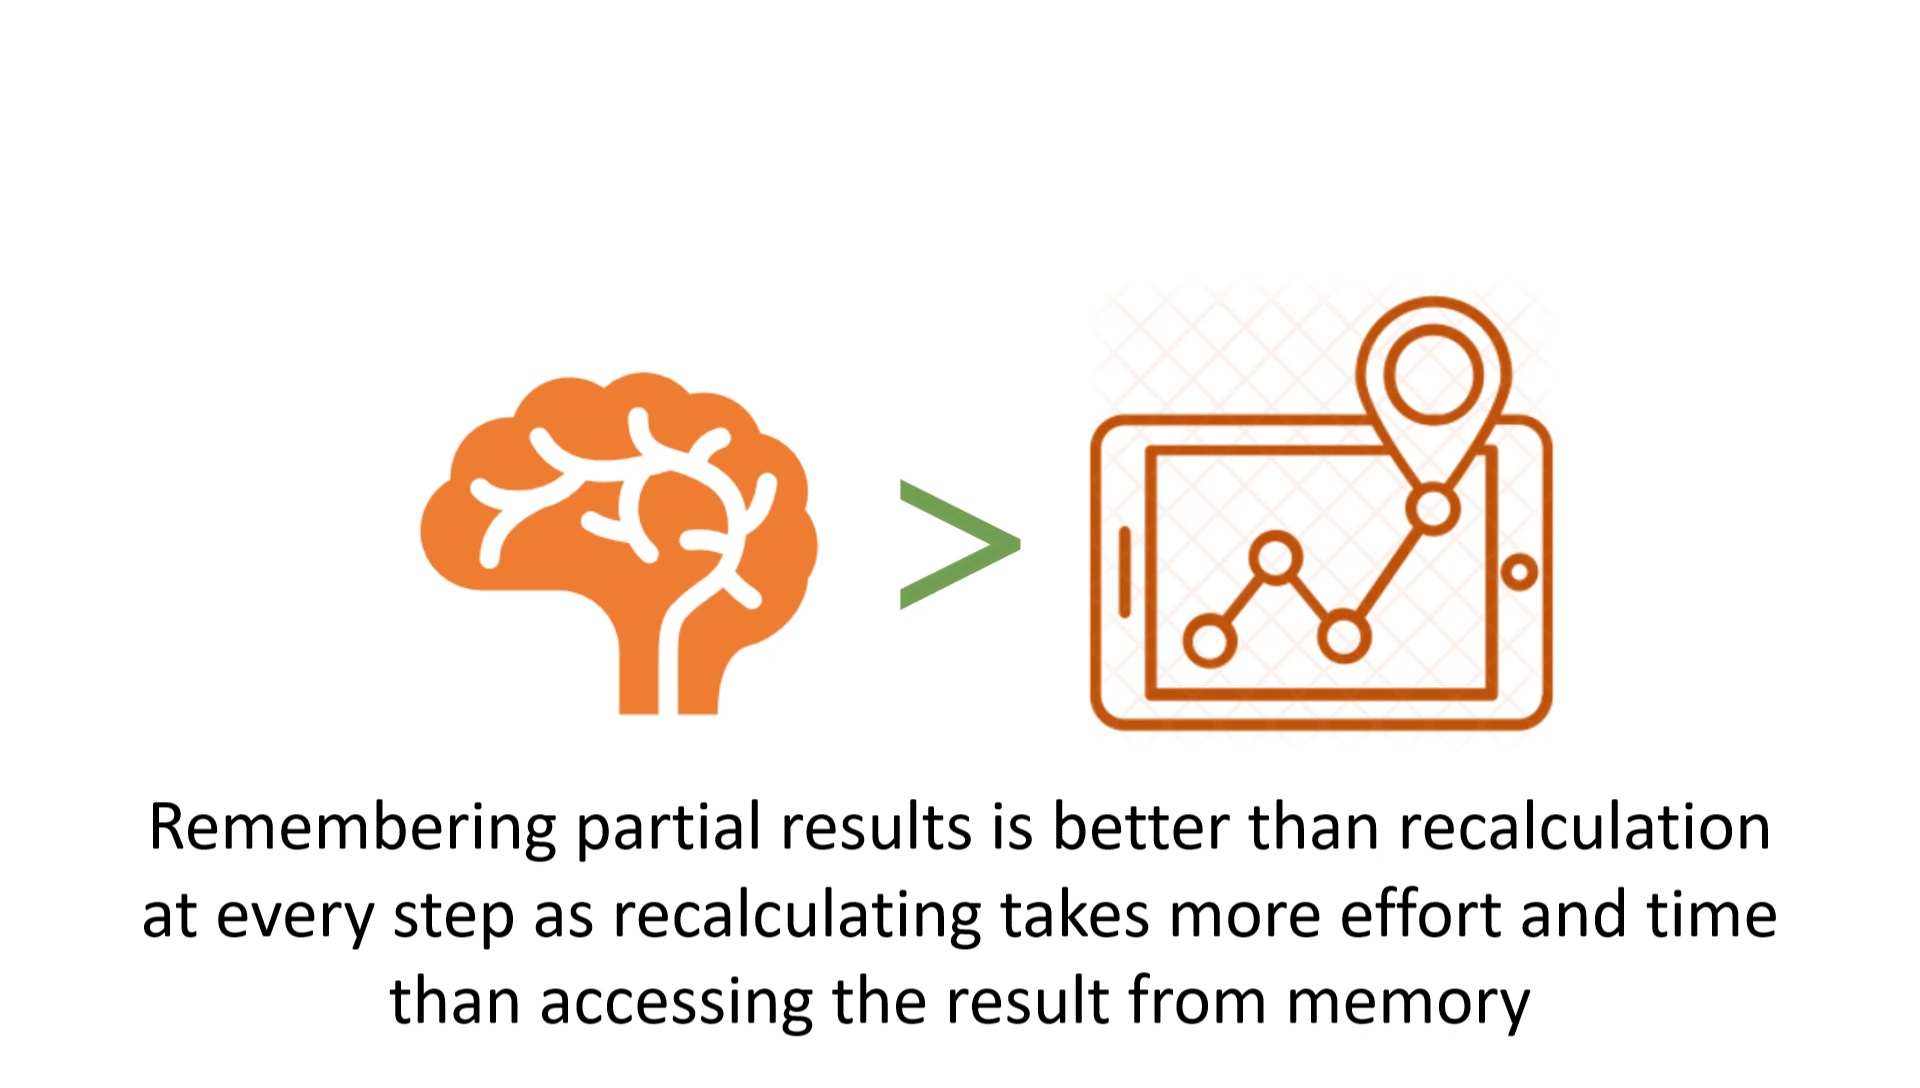 >
Remembering partial results is better than recalculation
at every step as recalculating takes more effort and time
than accessing the result from memory